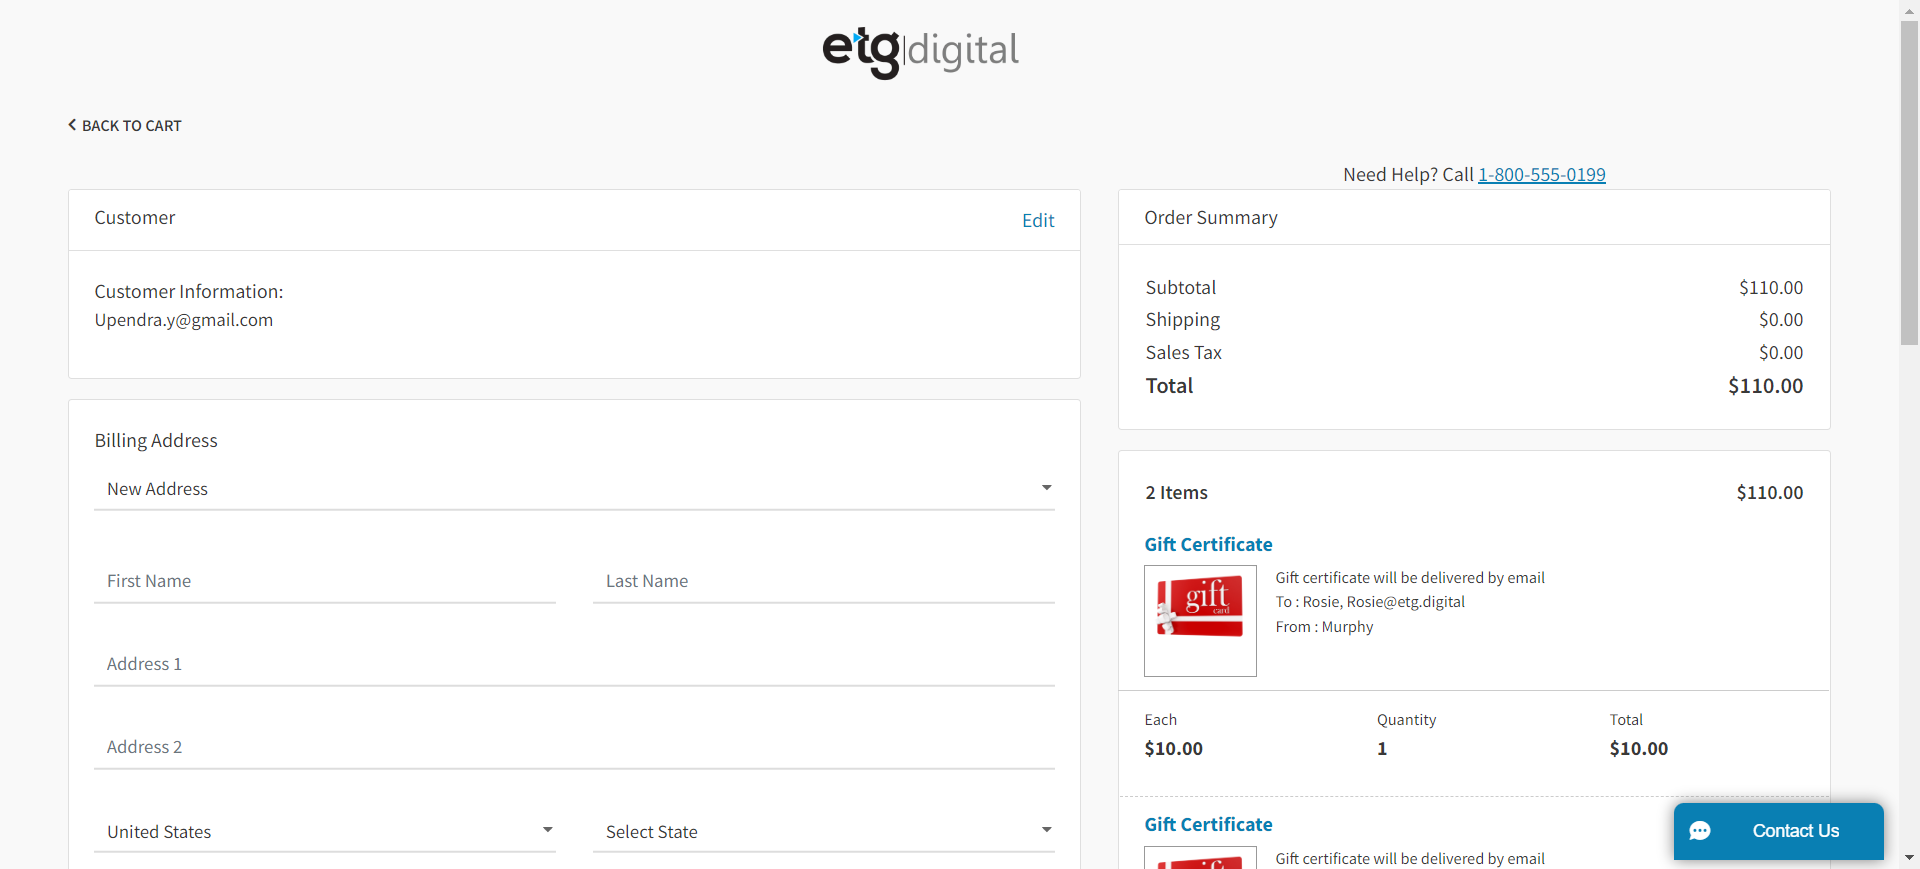 etg|digital
BACK TO CART
Need Help? Call 1-800-555-0199
Customer
Edit
Customer Information:
Upendra.y@gmail.com
Billing Address
New Address
First Name
Last Name
Address 1
Address 2
United States
Select State
Order Summary
Subtotal $110.00
Shipping $0.00
Sales Tax $0.00
Total $110.00
2 Items $110.00
Gift Certificate
gift
card
Gift certificate will be delivered by email
To : Rosie, Rosie@etg.digital
From : Murphy
Each Quantity Total
$10.00 1 $10.00
Gift Certificate
Gift certificate will be delivered by email
Contact Us